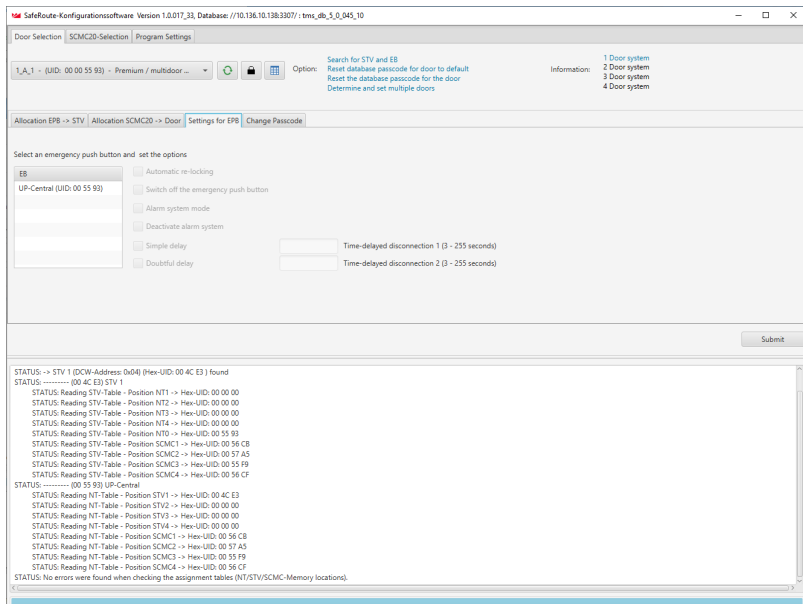 SafeRoute-Konfigurationssoftware Version 1.0.017_33, Database: //10.136.10.138:3307/ : tms_db_5_0_045_10
Door Selection SCMC20-Selection Program Settings
1_A_1 - (UID: 00 00 55 93) - Premium / multidoor ...
Option:
Search for STV and EB
Reset database passcode for door to default
Reset the database passcode for the door
Determine and set multiple doors
Information:
1 Door system
2 Door system
3 Door system
4 Door system
Allocation EPB -> STV Allocation SCMC20 -> Door Settings for EPB Change Passcode
Select an emergency push button and set the options
EB
UP-Central (UID: 00 55 93)
Automatic re-locking
Switch off the emergency push button
Alarm system mode
Deactivate alarm system
Simple delay Time-delayed disconnection 1 (3 - 255 seconds)
Doubtful delay Time-delayed disconnection 2 (3 - 255 seconds)
Submit
STATUS: -> STV 1 (DCW-Address: 0x04) (Hex-UID: 00 4C E3 ) found
STATUS: --------- (00 4C E3) STV 1
STATUS: Reading STV-Table - Position NT1 -> Hex-UID: 00 00 00
STATUS: Reading STV-Table - Position NT2 -> Hex-UID: 00 00 00
STATUS: Reading STV-Table - Position NT3 -> Hex-UID: 00 00 00
STATUS: Reading STV-Table - Position NT4 -> Hex-UID: 00 00 00
STATUS: Reading STV-Table - Position NT0 -> Hex-UID: 00 55 93
STATUS: Reading STV-Table - Position SCMC1 -> Hex-UID: 00 56 CB
STATUS: Reading STV-Table - Position SCMC2 -> Hex-UID: 00 57 A5
STATUS: Reading STV-Table - Position SCMC3 -> Hex-UID: 00 55 F9
STATUS: Reading STV-Table - Position SCMC4 -> Hex-UID: 00 56 CF
STATUS: --------- (00 55 93) UP-Central
STATUS: Reading NT-Table - Position STV1 -> Hex-UID: 00 4C E3
STATUS: Reading NT-Table - Position STV2 -> Hex-UID: 00 00 00
STATUS: Reading NT-Table - Position STV3 -> Hex-UID: 00 00 00
STATUS: Reading NT-Table - Position STV4 -> Hex-UID: 00 00 00
STATUS: Reading NT-Table - Position SCMC1 -> Hex-UID: 00 56 CB
STATUS: Reading NT-Table - Position SCMC2 -> Hex-UID: 00 57 A5
STATUS: Reading NT-Table - Position SCMC3 -> Hex-UID: 00 55 F9
STATUS: Reading NT-Table - Position SCMC4 -> Hex-UID: 00 56 CF
STATUS: No errors were found when checking the assignment tables (NT/STV/SCMC-Memory locations).